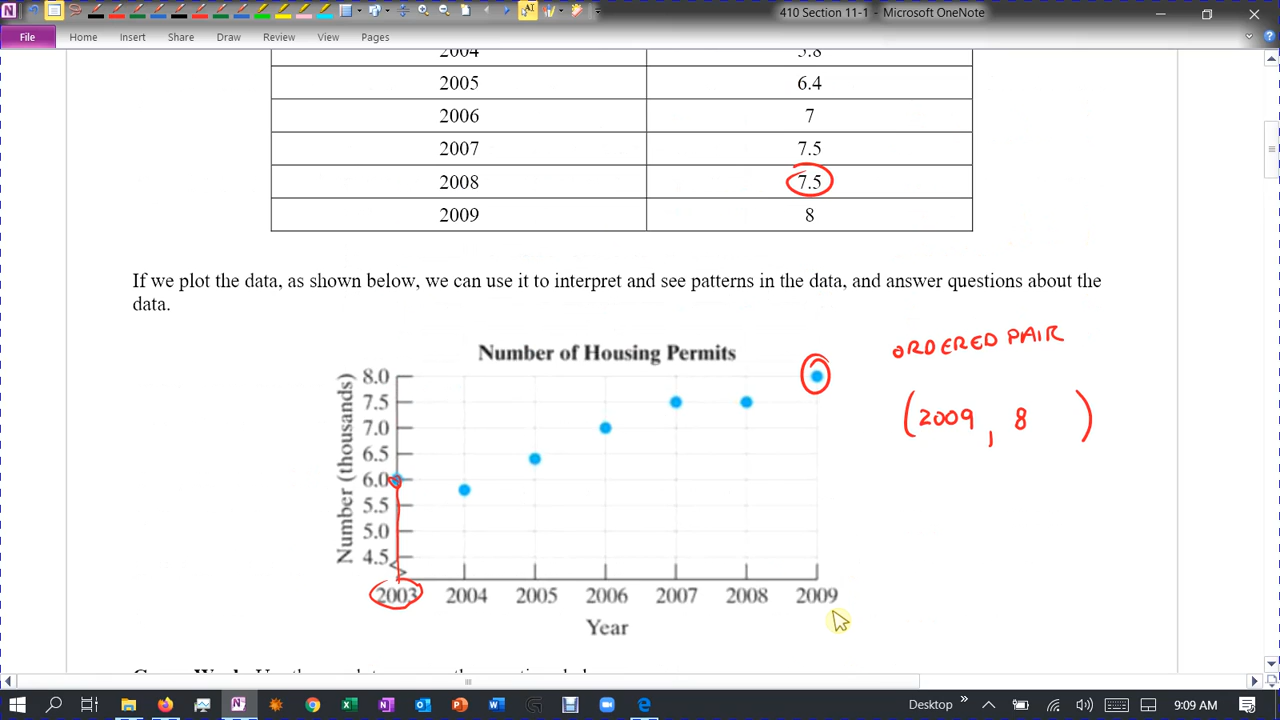 410 Section 11-1 - Microsoft OneNote
File Home Insert Share Draw Review View Pages
2004 5.8
2005 6.4
2006 7
2007 7.5
2008 7.5
2009 8
If we plot the data, as shown below, we can use it to interpret and see patterns in the data, and answer questions about the
data.
ORDERED PAIR
(2009, 8)
Number of Housing Permits
Number (thousands)
8.0
7.5
7.0
6.5
6.0
5.5
5.0
4.5
2003 2004 2005 2006 2007 2008 2009
Year
Desktop
9:09 AM